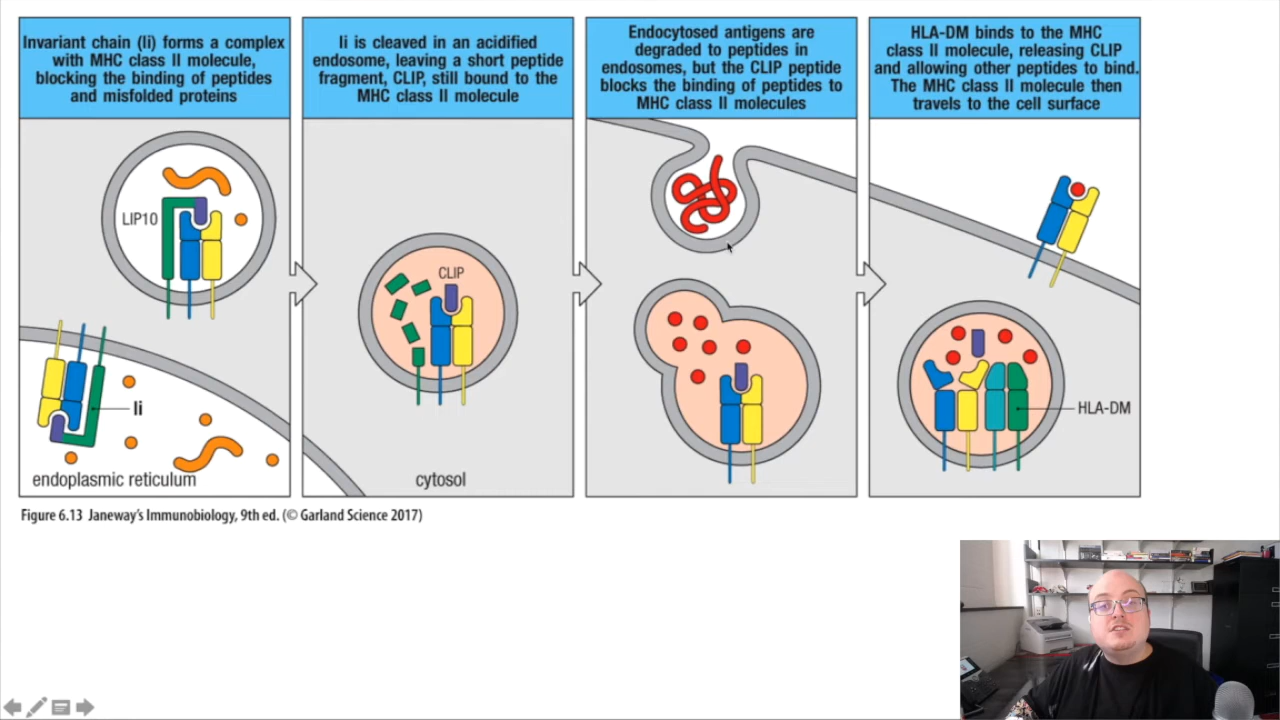 Invariant chain (Ii) forms a complex
with MHC class II molecule,
blocking the binding of peptides
and misfolded proteins
Ii is cleaved in an acidified
endosome, leaving a short peptide
fragment, CLIP, still bound to the
MHC class II molecule
Endocytosed antigens are
degraded to peptides in
endosomes, but the CLIP peptide
blocks the binding of peptides to
MHC class II molecules
HLA-DM binds to the MHC
class II molecule, releasing CLIP
and allowing other peptides to bind.
The MHC class II molecule then
travels to the cell surface
LIP10
Ii
endoplasmic reticulum
CLIP
cytosol
HLA-DM
Figure 6.13 Janeway's Immunobiology, 9th ed. (© Garland Science 2017)